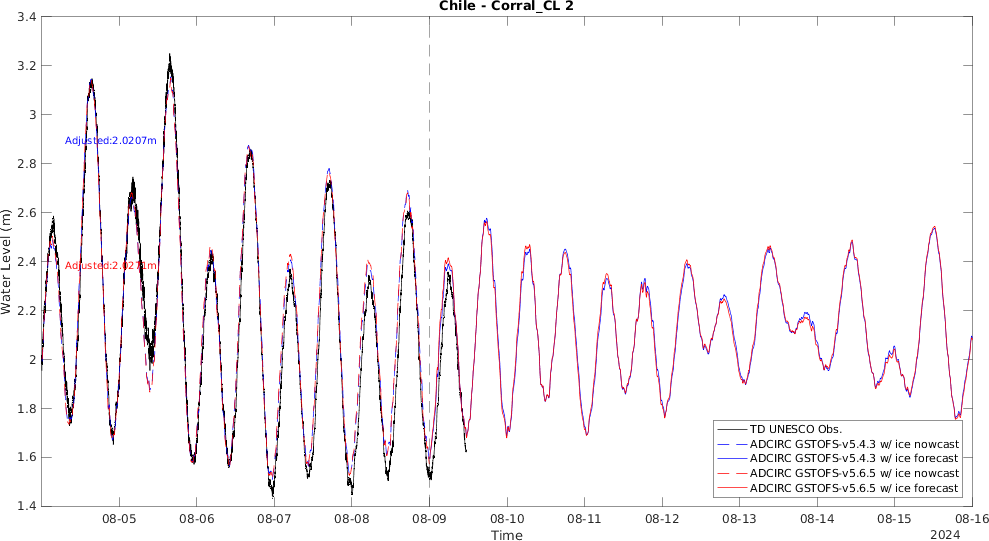 Chile - Corral_CL 2
3.4
3.2
3
2.8
2.6
2.4
2.2
2
1.8
1.6
1.4
Water Level (m)
Adjusted:2.0207m
Adjusted:2.0271m
TD UNESCO Obs.
ADCIRC GSTOFS-v5.4.3 w/ ice nowcast
ADCIRC GSTOFS-v5.4.3 w/ ice forecast
ADCIRC GSTOFS-v5.6.5 w/ ice nowcast
ADCIRC GSTOFS-v5.6.5 w/ ice forecast
08-05 08-06 08-07 08-08 08-09 08-10 08-11 08-12 08-13 08-14 08-15 08-16
Time
2024